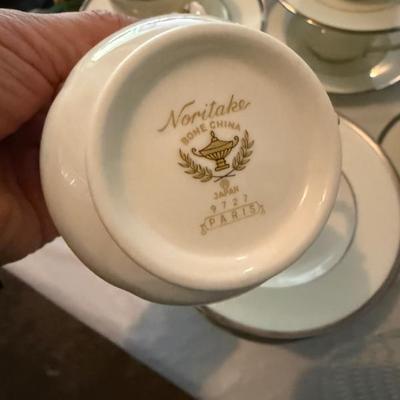 Noritake
BONE CHINA
JAPAN
9727
PARIS